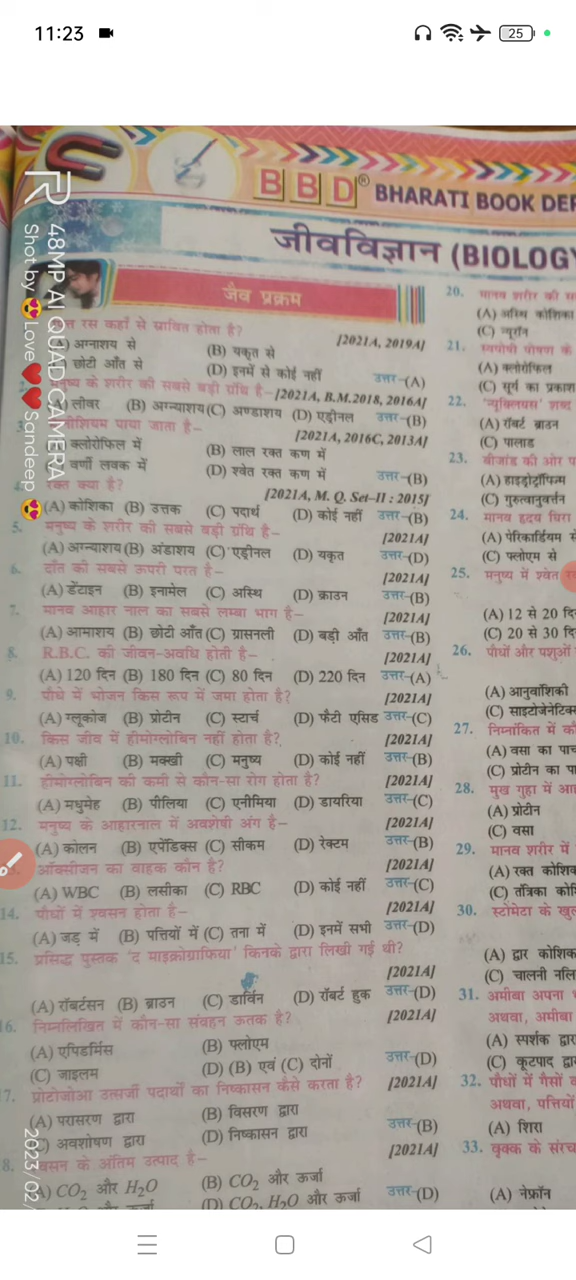 11:23
25
BBD® BHARATI BOOK DEP
जीवविज्ञान (BIOLOGY
जैव प्रक्रम
रस कहाँ से स्रावित होता है?
[2021A, 2019A]
(A) अग्नाशय से (B) यकृत से
छोटी आँत से (D) इनमें से कोई नहीं उत्तर-(A)
मनुष्य के शरीर की सबसे बड़ी ग्रंथि है- [2021A, B.M.2018, 2016A]
लीवर (B) अग्न्याशय (C) अण्डाशय (D) एड्रीनल उत्तर-(B)
पाया जाता है- [2021A, 2016C, 2013A]
क्लोरोफिल में (B) लाल रक्त कण में
वर्णी लवक में (D) श्वेत रक्त कण में उत्तर-(B)
रक्त क्या है? [2021A, M. Q. Set-II : 2015]
(A) कोशिका (B) उत्तक (C) पदार्थ (D) कोई नहीं उत्तर-(B)
5. मनुष्य के शरीर की सबसे बड़ी ग्रंथि है- [2021A]
(A) अग्न्याशय (B) अंडाशय (C) एड्रीनल (D) यकृत उत्तर-(D)
6. दाँत की सबसे ऊपरी परत है- [2021A]
(A) डेंटाइन (B) इनामेल (C) अस्थि (D) क्राउन उत्तर-(B)
7. मानव आहार नाल का सबसे लम्बा भाग है- [2021A]
(A) आमाशय (B) छोटी आँत (C) ग्रासनली (D) बड़ी आँत उत्तर-(B)
8. R.B.C. की जीवन-अवधि होती है- [2021A]
(A) 120 दिन (B) 180 दिन (C) 80 दिन (D) 220 दिन उत्तर-(A)
9. पौधे में भोजन किस रूप में जमा होता है? [2021A]
(A) ग्लूकोज (B) प्रोटीन (C) स्टार्च (D) फैटी एसिड उत्तर-(C)
10. किस जीव में हीमोग्लोबिन नहीं होता है? [2021A]
(A) पक्षी (B) मक्खी (C) मनुष्य (D) कोई नहीं उत्तर-(B)
11. हीमोग्लोबिन की कमी से कौन-सा रोग होता है? [2021A]
(A) मधुमेह (B) पीलिया (C) एनीमिया (D) डायरिया उत्तर-(C)
12. मनुष्य के आहारनाल में अवशेषी अंग है- [2021A]
(A) कोलन (B) एपेंडिक्स (C) सीकम (D) रेक्टम उत्तर-(B)
ऑक्सीजन का वाहक कौन है? [2021A]
(A) WBC (B) लसीका (C) RBC (D) कोई नहीं उत्तर-(C)
14. पौधों में श्वसन होता है- [2021A]
(A) जड़ में (B) पत्तियों में (C) तना में (D) इनमें सभी उत्तर-(D)
15. प्रसिद्ध पुस्तक 'द माइक्रोग्राफिया' किनके द्वारा लिखी गई थी?
[2021A]
(A) रॉबर्टसन (B) ब्राउन (C) डार्विन (D) रॉबर्ट हुक उत्तर-(D)
16. निम्नलिखित में कौन-सा संवहन ऊतक है? [2021A]
(A) एपिडर्मिस (B) फ्लोएम
(C) जाइलम (D) (B) एवं (C) दोनों उत्तर-(D)
7. प्रोटोजोआ उत्सर्जी पदार्थों का निष्कासन कैसे करता है? [2021A]
(A) परासरण द्वारा (B) विसरण द्वारा
(C) अवशोषण द्वारा (D) निष्कासन द्वारा उत्तर-(B)
8. के अंतिम उत्पाद है- [2021A]
(A) CO2 और H2O (B) CO2 और ऊर्जा
(D) CO2, H2O और ऊर्जा उत्तर-(D)
20. मानव शरीर की
(A) अस्थि कोशिका
(C) न्यूरॉन
21. स्वपोषी पोषण के
(A) क्लोरोफिल
(C) सूर्य का प्रकाश
22. 'न्यूक्लियस' शब्द
(A) रॉबर्ट ब्राउन
(C) पालाड
23. बीजांड की ओर
(A) हाइड्रोट्रॉपिज्म
(C) गुरुत्वानुवर्तन
24. मानव हृदय घिरा
(A) पेरिकार्डियम
(C) फ्लोएम से
25. मनुष्य में श्वेत
(A) 12 से 20
(C) 20 से 30
26. पौधों और पशुओं
(A) आनुवांशिकी
(C) साइटोजेनेटिक्स
27. निम्नांकित में
(A) वसा का
(C) प्रोटीन का
28. मुख गुहा में
(A) प्रोटीन
(C) वसा
29. मानव शरीर में
(A) रक्त
(C) तंत्रिका
30. स्टोमेटा के
(A) द्वार
(C) चालनी
31. अमीबा अपना
अथवा, अमीबा
(A) स्पर्शक
(C) कूटपाद
32. पौधों में गैसों
अथवा, पत्तियों
(A) शिरा
33. वृक्क के
(A) नेफ्रॉन
48MP AI QUAD CAMERA
Shot by 😍Love❤️❤️Sandeep😍
2023/02/